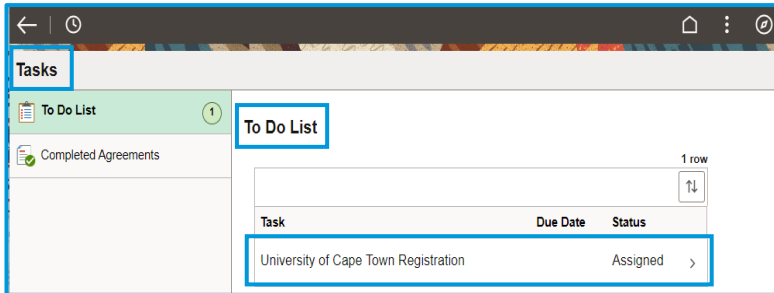 Tasks
To Do List
1
Completed Agreements
To Do List
1 row
Task Due Date Status
University of Cape Town Registration Assigned